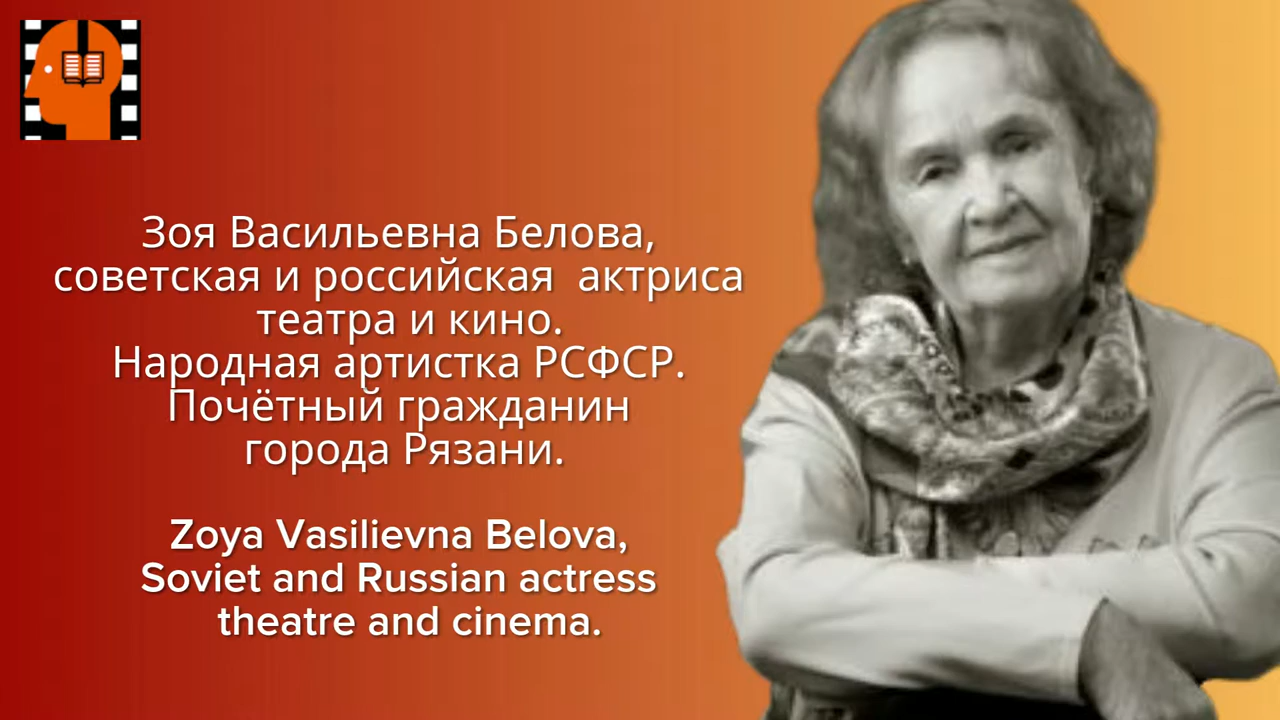 Зоя Васильевна Белова,
советская и российская актриса
театра и кино.
Народная артистка РСФСР.
Почётный гражданин
города Рязани.
Zoya Vasilievna Belova,
Soviet and Russian actress
theatre and cinema.